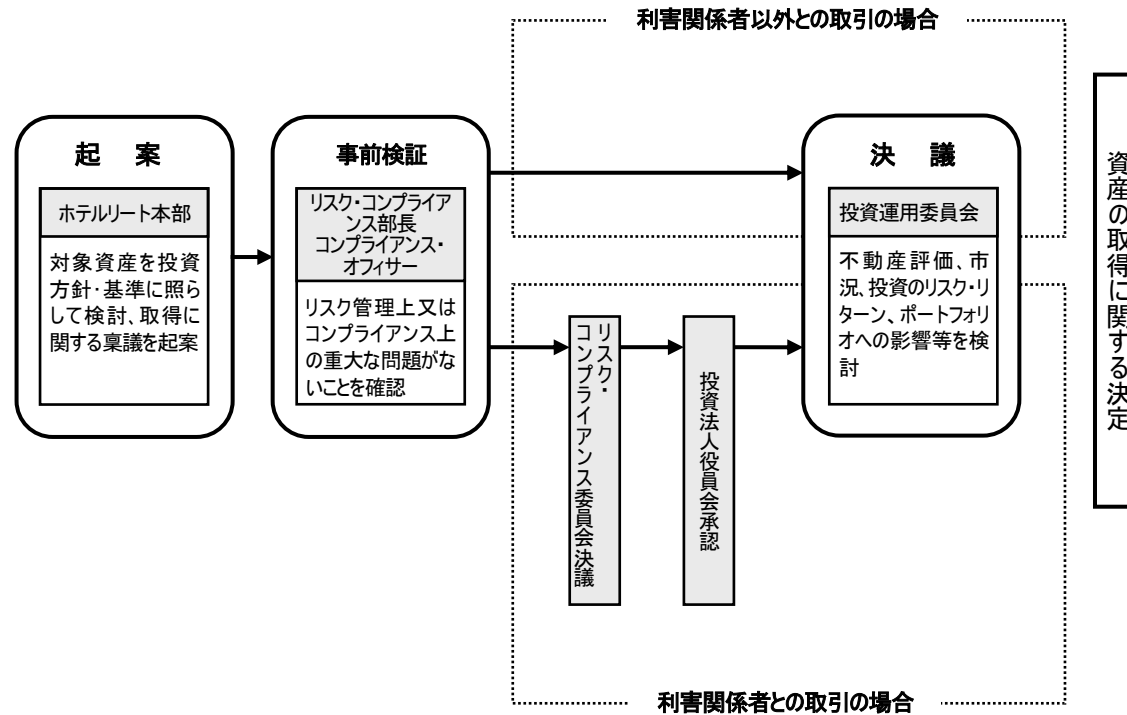 利害関係者以外との取引の場合
起 案
ホテルリート本部
対象資産を投資
方針・基準に照ら
して検討、取得に
関する稟議を起案
事前検証
リスク・コンプライア
ンス部長
コンプライアンス・
オフィサー
リスク管理上又は
コンプライアンス上
の重大な問題がな
いことを確認
リスク・
コンプライアンス委員会決議
投資法人役員会承認
決 議
投資運用委員会
不動産評価、市
況、投資のリスク・リ
ターン、ポートフォリ
オへの影響等を検
討
資産の取得に関する決定
利害関係者との取引の場合